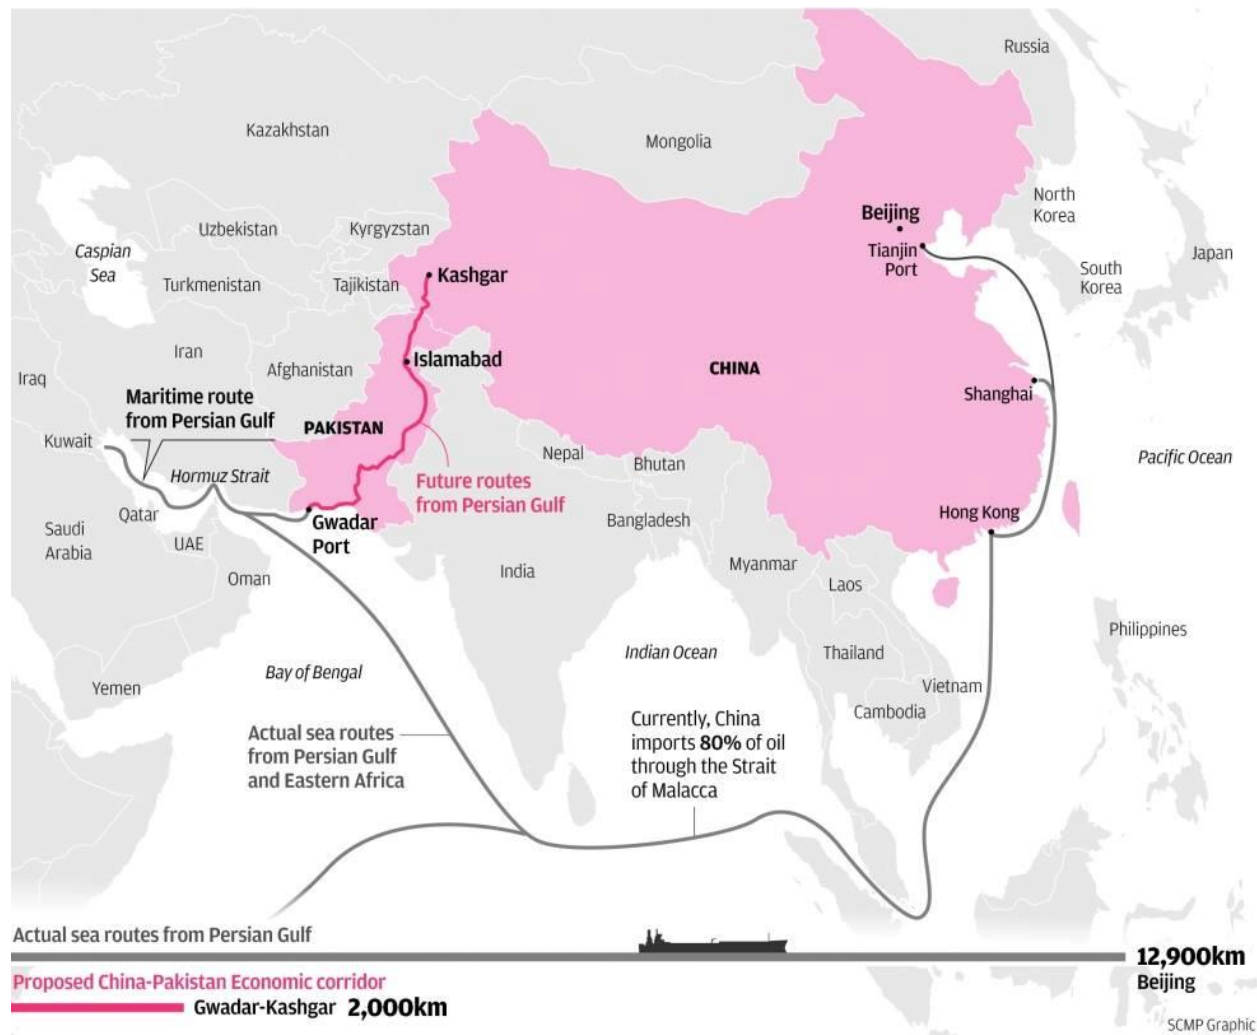 Russia
Kazakhstan
Mongolia
North
Korea
Beijing
Tianjin
Port
Uzbekistan
Kyrgyzstan
Caspian
Sea
Japan
South
Korea
Turkmenistan
Tajikistan
Kashgar
Iran
Afghanistan
Islamabad
CHINA
Iraq
Shanghai
Maritime route
from Persian Gulf
PAKISTAN
Kuwait
Nepal
Bhutan
Pacific Ocean
Hormuz Strait
Future routes
from Persian Gulf
Qatar
Gwadar
Port
Hong Kong
Bangladesh
Saudi
Arabia
UAE
Oman
India
Myanmar
Laos
Philippines
Indian Ocean
Thailand
Bay of Bengal
Yemen
Vietnam
Cambodia
Actual sea routes
from Persian Gulf
and Eastern Africa
Currently, China
imports 80% of oil
through the Strait
of Malacca
Actual sea routes from Persian Gulf
12,900km
Beijing
Proposed China-Pakistan Economic corridor
Gwadar-Kashgar 2,000km
SCMP Graphic